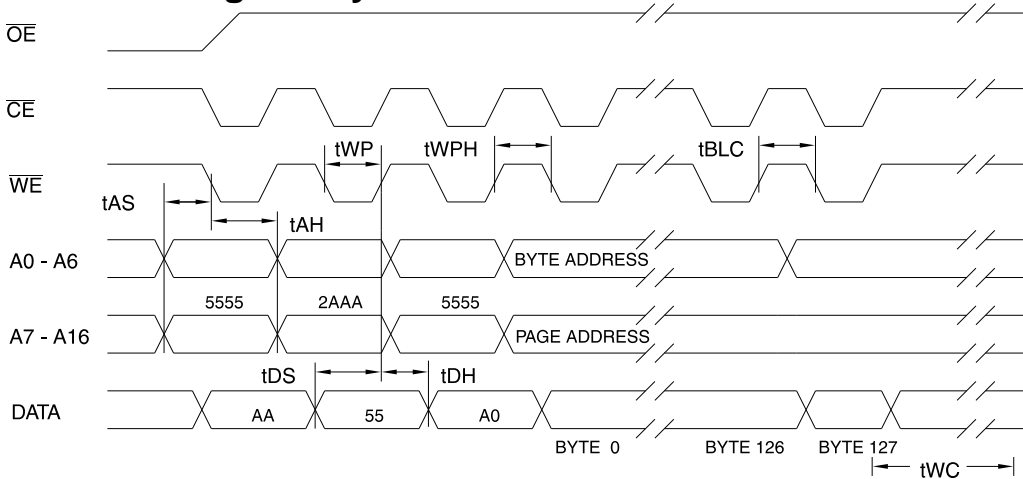 OE
CE
tWP tWPH tBLC
WE
tAS
tAH
A0 - A6 BYTE ADDRESS
5555 2AAA 5555
A7 - A16 PAGE ADDRESS
tDS tDH
DATA AA 55 A0
BYTE 0 BYTE 126 BYTE 127
tWC